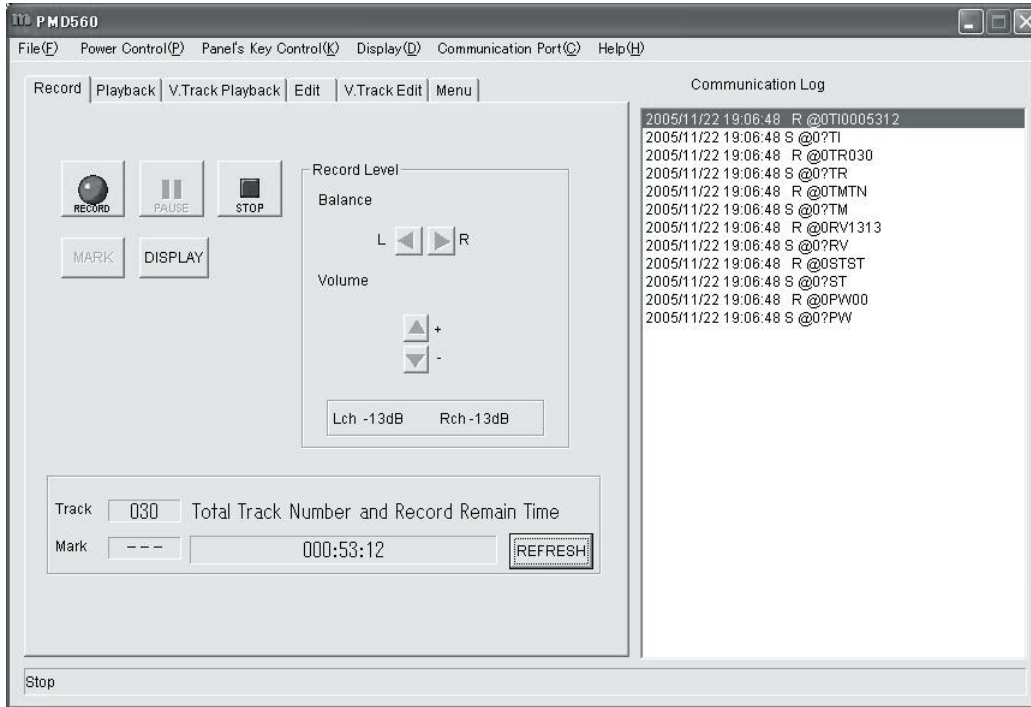 m PMD560
File(F) Power Control(P) Panel's Key Control(K) Display(D) Communication Port(C) Help(H)
Record Playback V.Track Playback Edit V.Track Edit Menu
RECORD PAUSE STOP
MARK DISPLAY
Record Level
Balance
L R
Volume
+
-
Lch -13dB Rch -13dB
Track 030 Total Track Number and Record Remain Time
Mark --- 000:53:12 REFRESH
Communication Log
2005/11/22 19:06:48 R @0TI0005312
2005/11/22 19:06:48 S @0?TI
2005/11/22 19:06:48 R @0TR030
2005/11/22 19:06:48 S @0?TR
2005/11/22 19:06:48 R @0TMTN
2005/11/22 19:06:48 S @0?TM
2005/11/22 19:06:48 R @0RV1313
2005/11/22 19:06:48 S @0?RV
2005/11/22 19:06:48 R @0STST
2005/11/22 19:06:48 S @0?ST
2005/11/22 19:06:48 R @0PW00
2005/11/22 19:06:48 S @0?PW
Stop